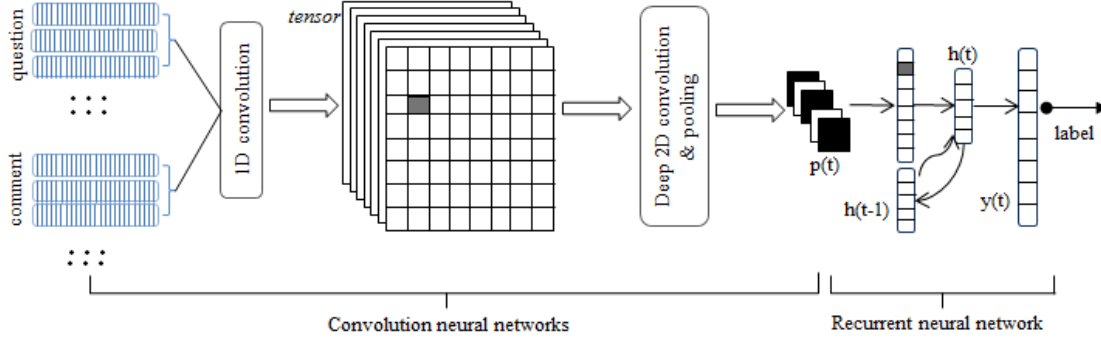 question
comment
1D convolution
tensor
Deep 2D convolution
& pooling
p(t)
h(t)
h(t-1)
y(t)
label
Convolution neural networks
Recurrent neural network